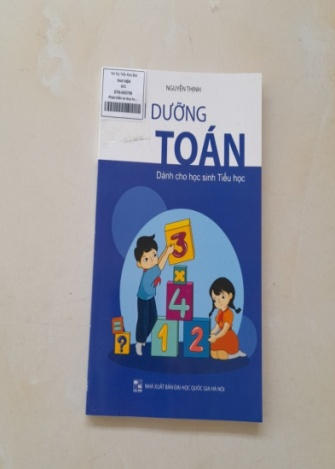 NGUYÊN THỊNH
DƯỠNG
TOÁN
Dành cho học sinh Tiểu học
3
×
4
=
?
1 2
NHÀ XUẤT BẢN ĐẠI HỌC QUỐC GIA HÀ NỘI